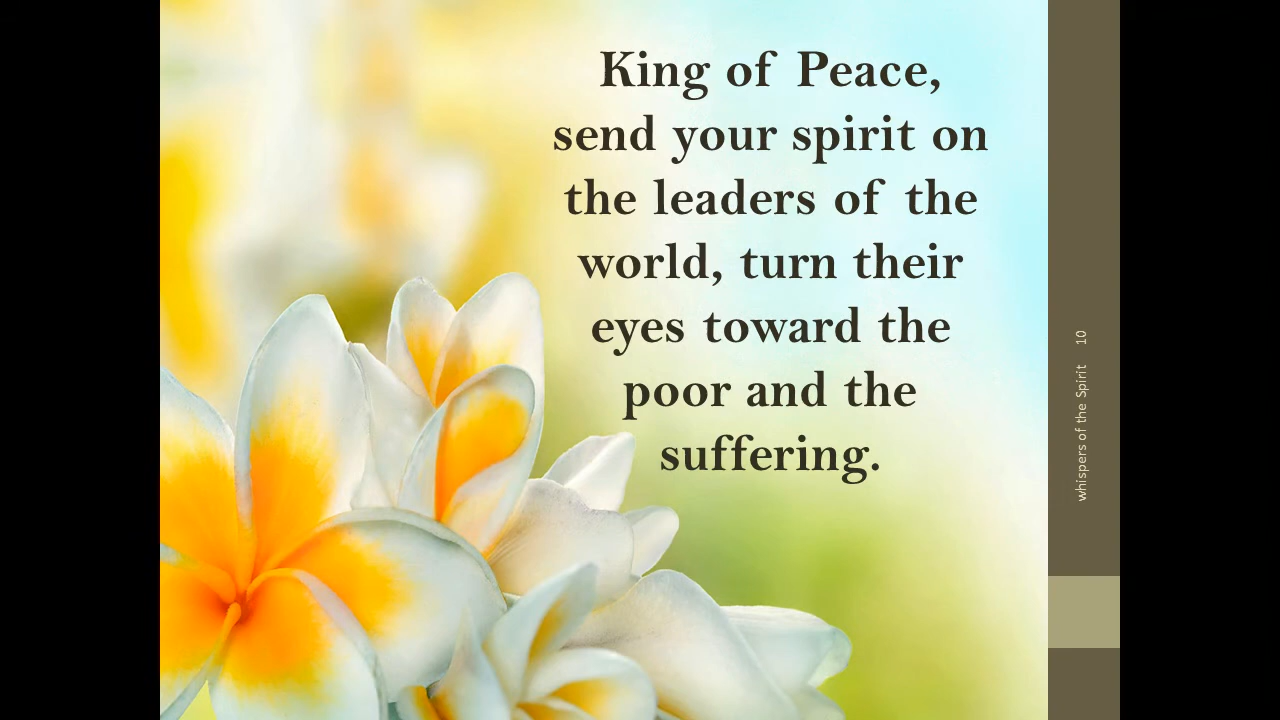 King of Peace,
send your spirit on
the leaders of the
world, turn their
eyes toward the
poor and the
suffering.
whispers of the Spirit 10